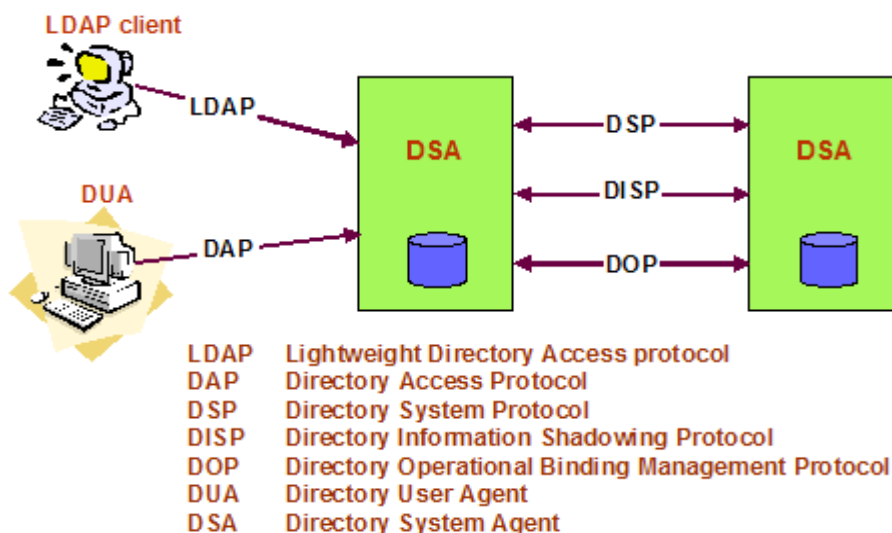 LDAP client
LDAP
DSA
DSP
DSA
DUA
DISP
DAP
DOP
LDAP Lightweight Directory Access protocol
DAP Directory Access Protocol
DSP Directory System Protocol
DISP Directory Information Shadowing Protocol
DOP Directory Operational Binding Management Protocol
DUA Directory User Agent
DSA Directory System Agent